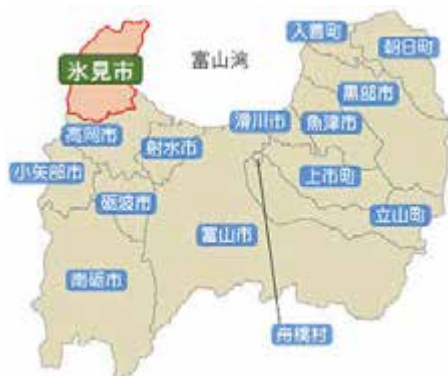 入善町
朝日町
富山湾
氷見市
黒部市
滑川市
魚津市
高岡市
射水市
小矢部市
上市町
砺波市
立山町
富山市
南砺市
舟橋村